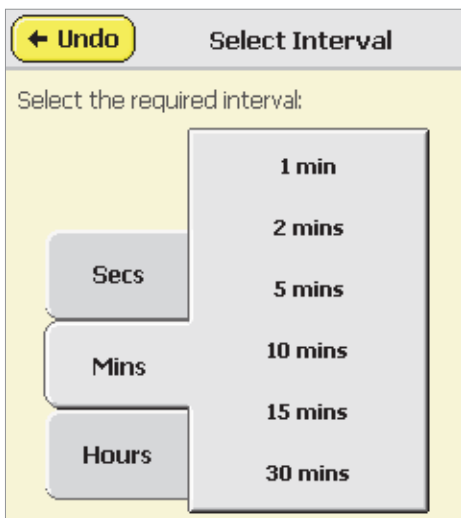 ← Undo
Select Interval
Select the required interval:
1 min
2 mins
Secs
5 mins
10 mins
Mins
15 mins
Hours
30 mins